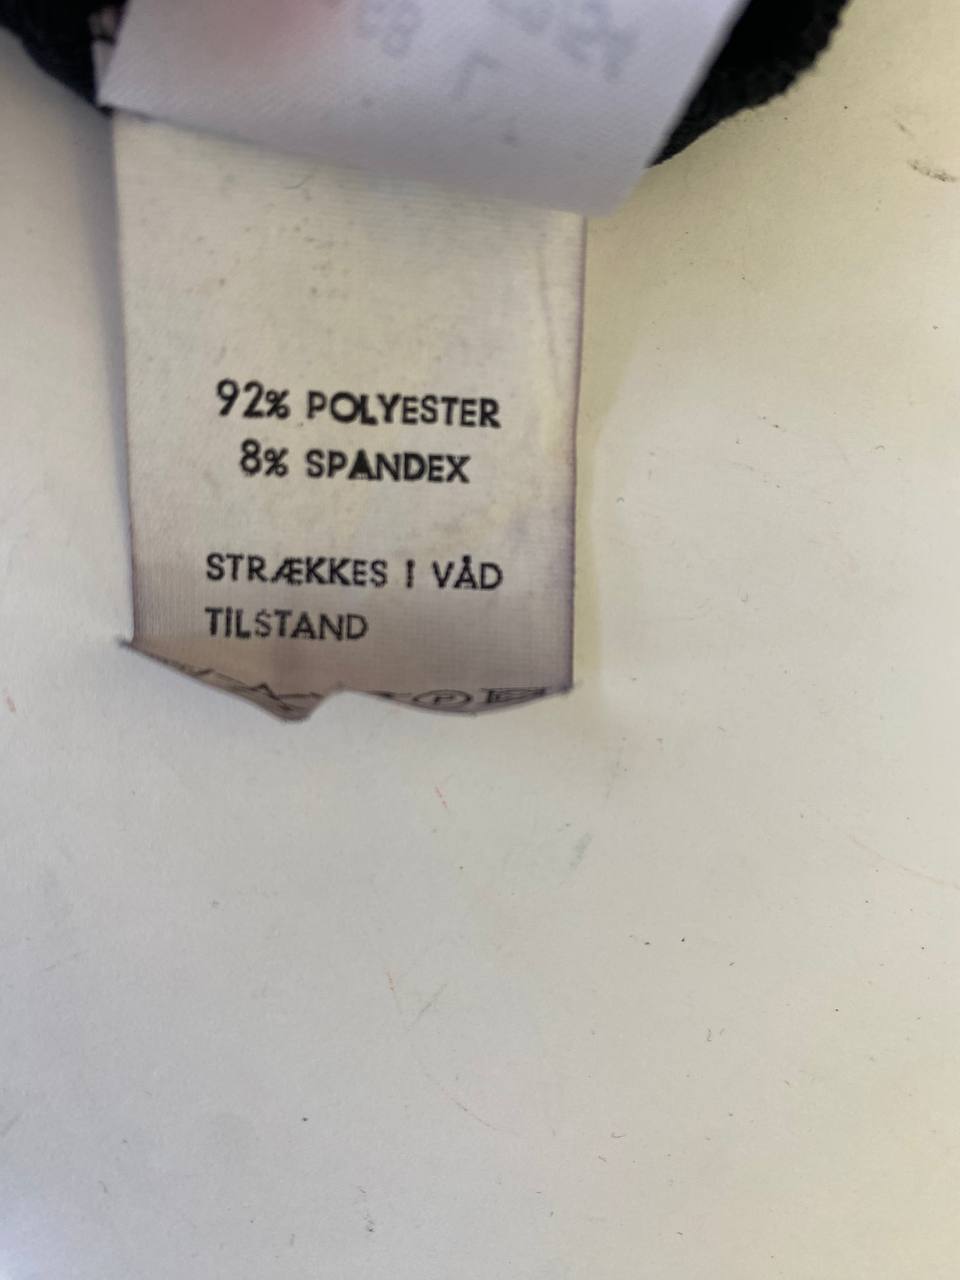 92% POLYESTER
8% SPANDEX
STRÆKKES I VÅD
TILSTAND